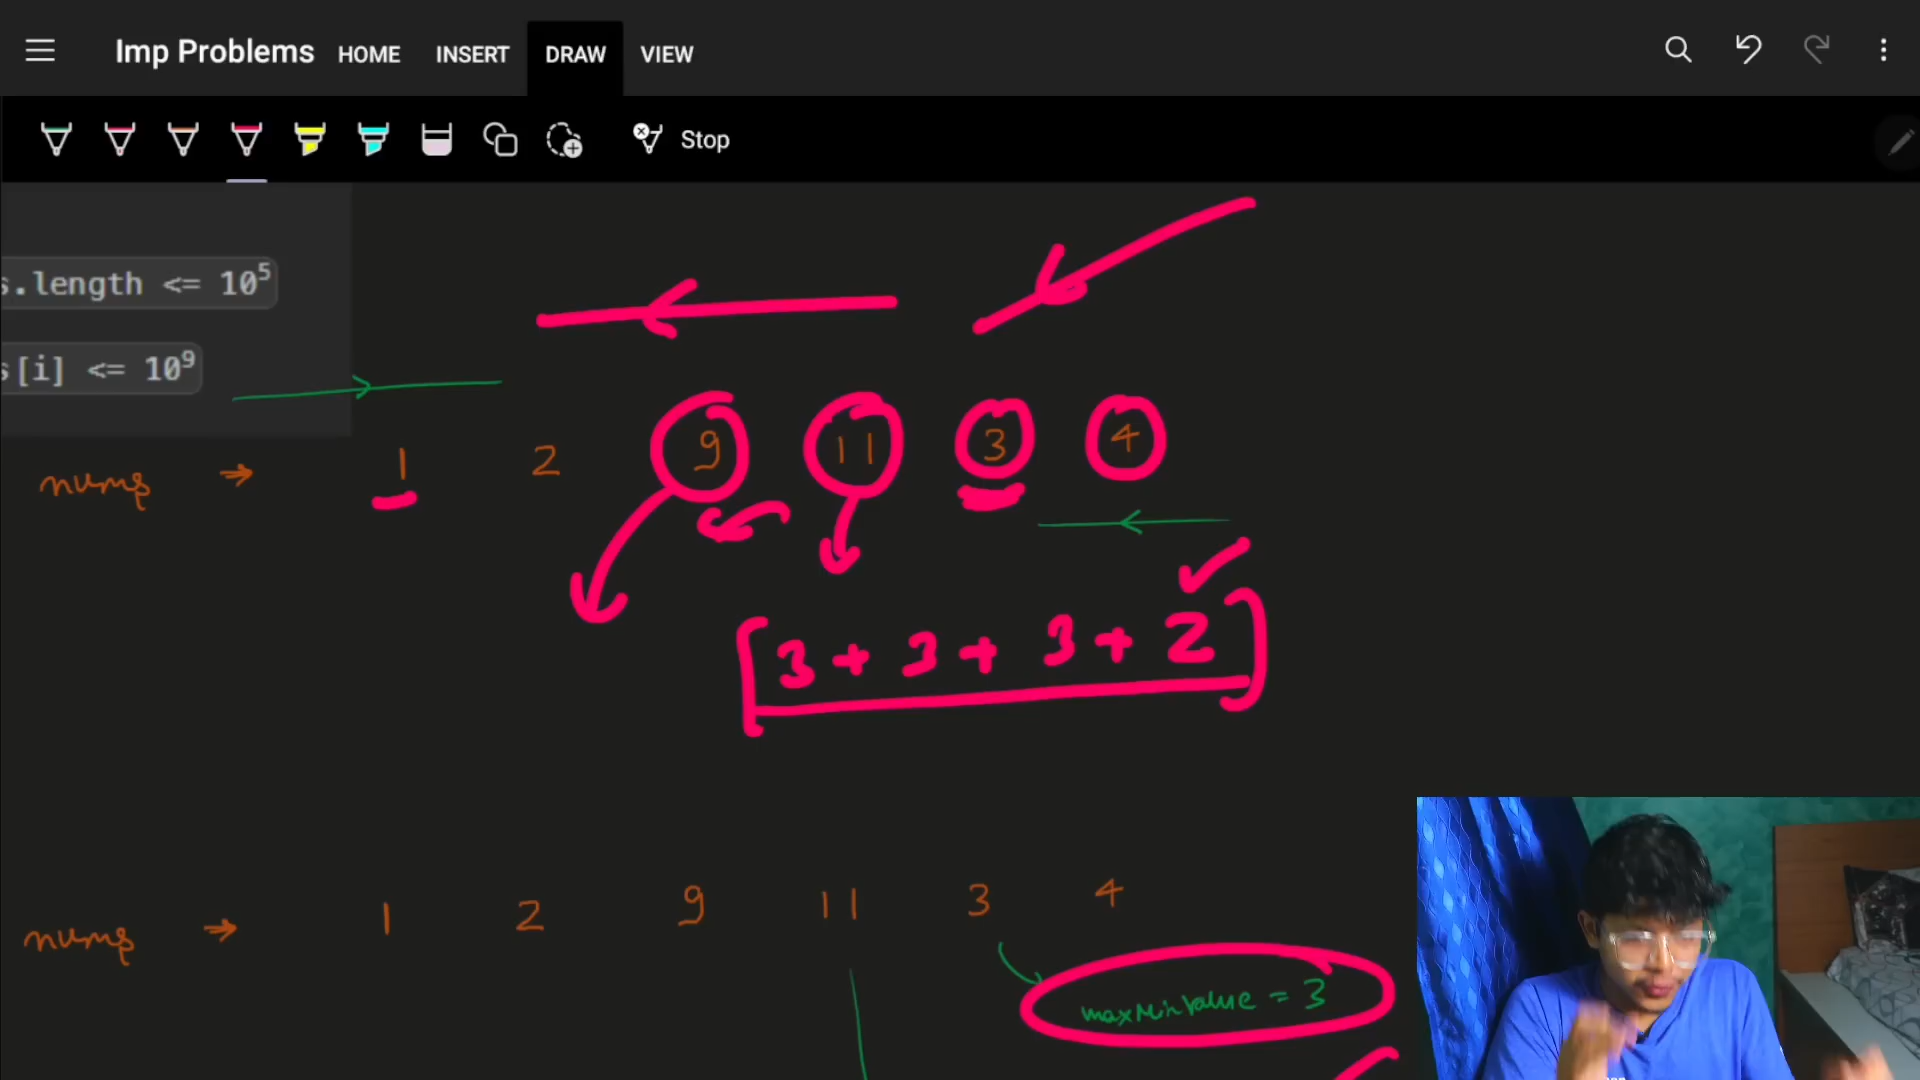 Imp Problems HOME INSERT DRAW VIEW
Stop
s.length <= 10^5
s[i] <= 10^9
nums → 1 2 9 11 3 4
[3 + 3 + 3 + 2]
nums → 1 2 9 11 3 4
maxMinValue = 3